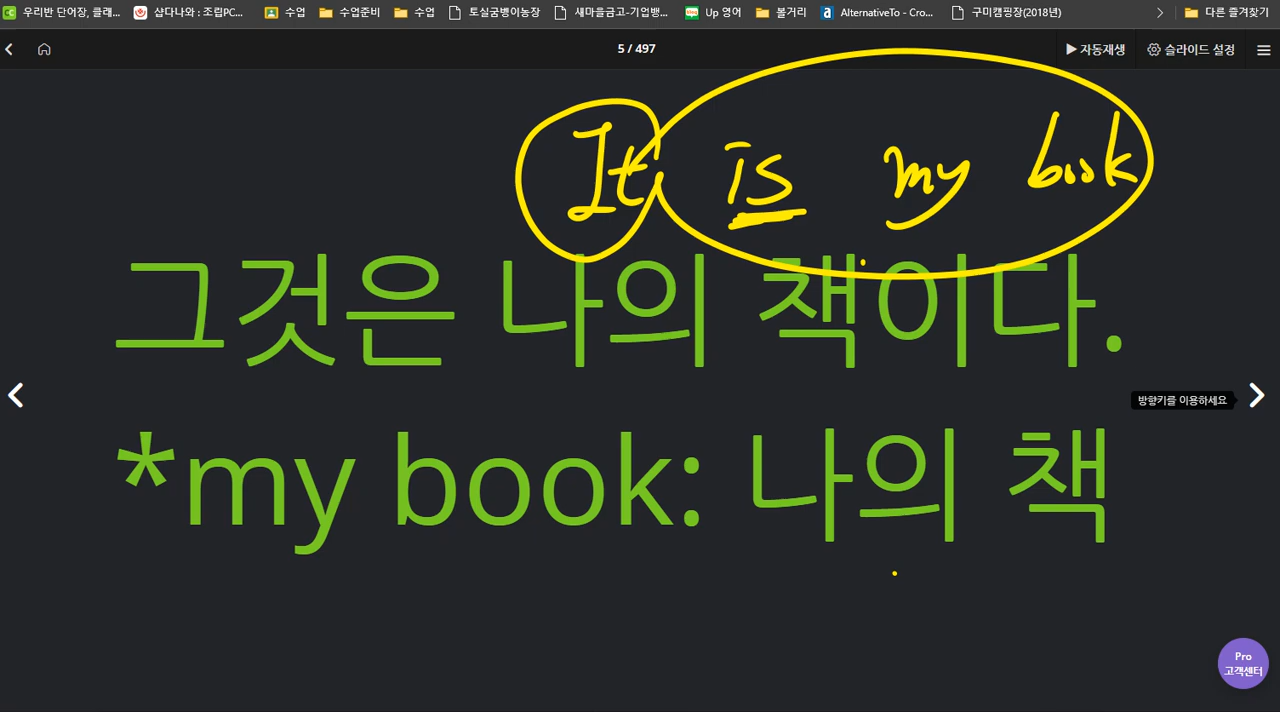 우리반 단어장, 클래... 샵다나와 : 조립PC... 수업 수업준비 수업 토실굼벵이농장 새마을금고-기업뱅... Up 영어 볼거리 AlternativeTo - Cro... 구미캠핑장(2018년) 다른 즐겨찾기
5 / 497 자동재생 슬라이드 설정
It is my book
그것은 나의 책이다.
방향키를 이용하세요
*my book: 나의 책
Pro
고객센터